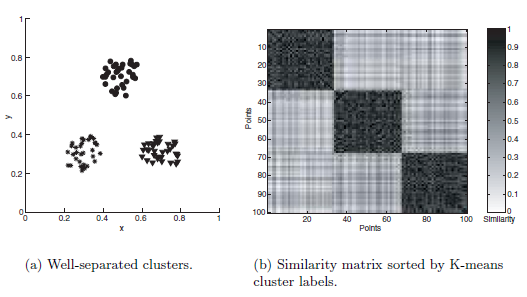 1
0.8
0.6
y
0.4
0.2
0
0 0.2 0.4 0.6 0.8 1
x
(a) Well-separated clusters.
10
20
30
40
50
60
70
80
90
100
Points
20 40 60 80 100
Points
1
0.9
0.8
0.7
0.6
0.5
0.4
0.3
0.2
0.1
0
Similarity
(b) Similarity matrix sorted by K-means
cluster labels.